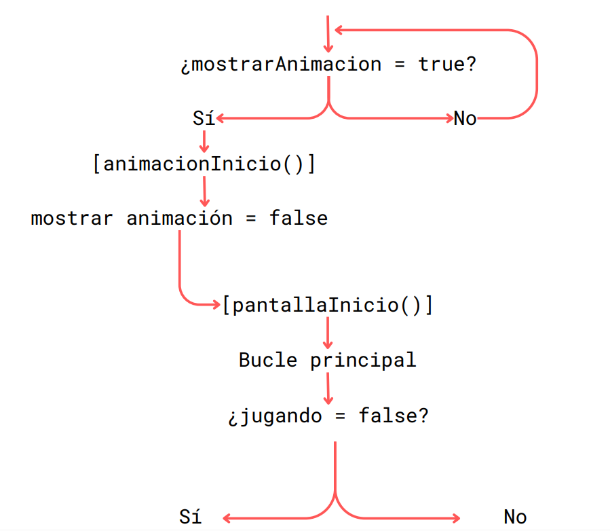 ¿mostrarAnimacion = true?
Sí
No
[animacionInicio()]
mostrar animación = false
[pantallaInicio()]
Bucle principal
¿jugando = false?
Sí
No